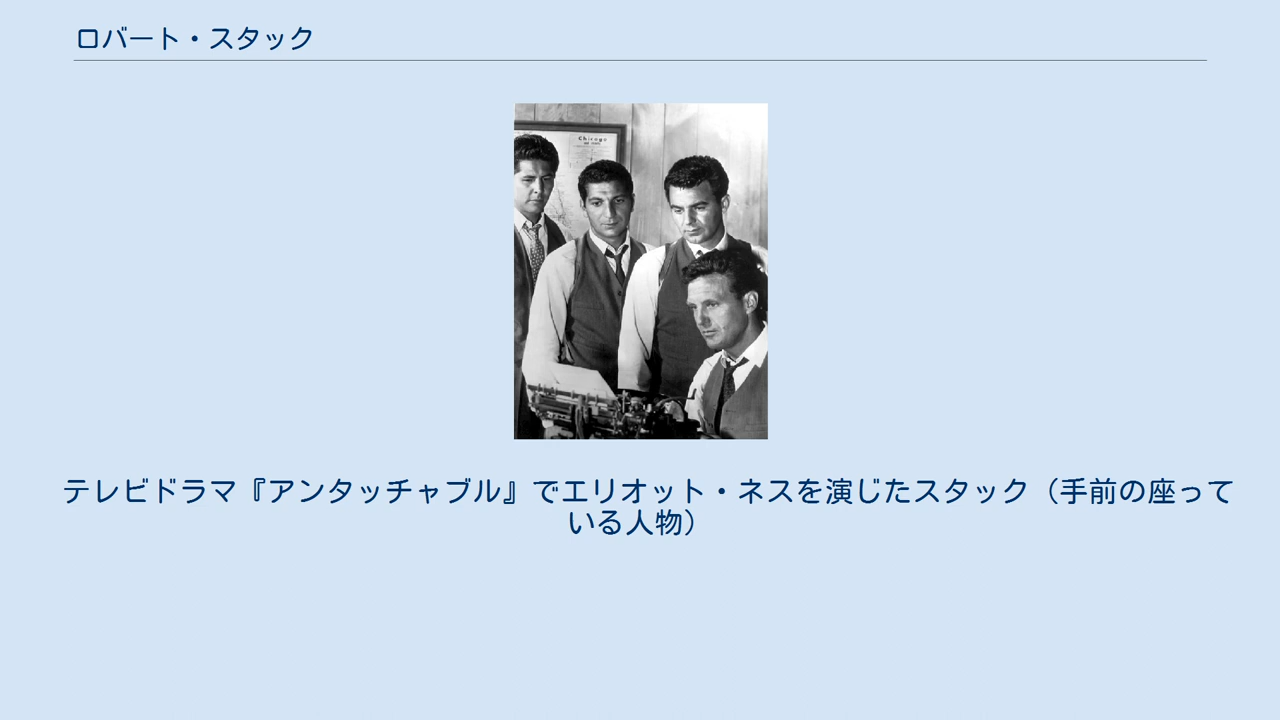 ロバート・スタック
Chicago
テレビドラマ『アンタッチャブル』でエリオット・ネスを演じたスタック（手前の座って
いる人物）